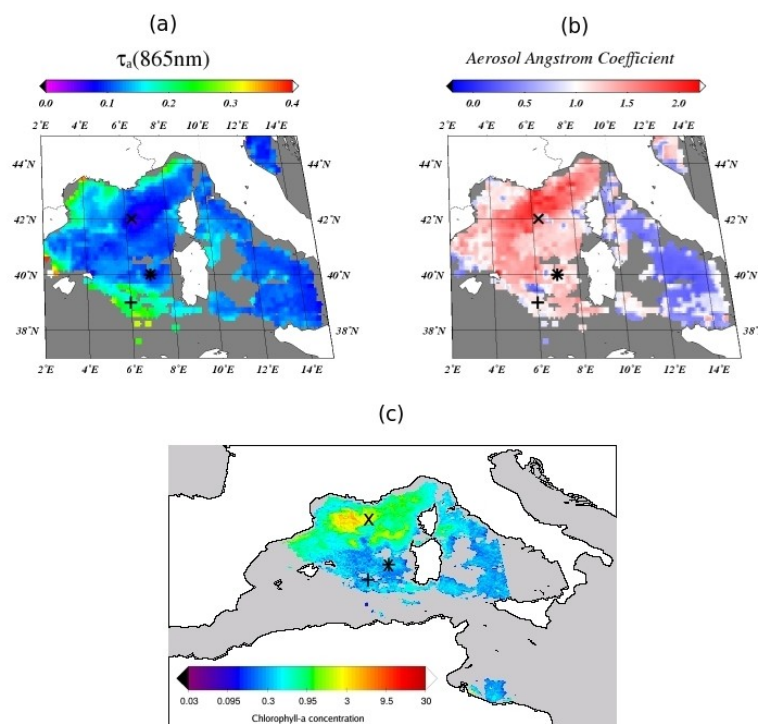 (a)
τa(865nm)
0.0 0.1 0.2 0.3 0.4
2˚E 4˚E 6˚E 8˚E 10˚E 12˚E 14˚E
44˚N
42˚N
40˚N
38˚N
44˚N
42˚N
40˚N
38˚N
2˚E 4˚E 6˚E 8˚E 10˚E 12˚E 14˚E
(b)
Aerosol Angstrom Coefficient
0.0 0.5 1.0 1.5 2.0
2˚E 4˚E 6˚E 8˚E 10˚E 12˚E 14˚E
44˚N
42˚N
40˚N
38˚N
44˚N
42˚N
40˚N
38˚N
2˚E 4˚E 6˚E 8˚E 10˚E 12˚E 14˚E
(c)
0.03 0.095 0.3 0.95 3 9.5 30
Chlorophyll-a concentration